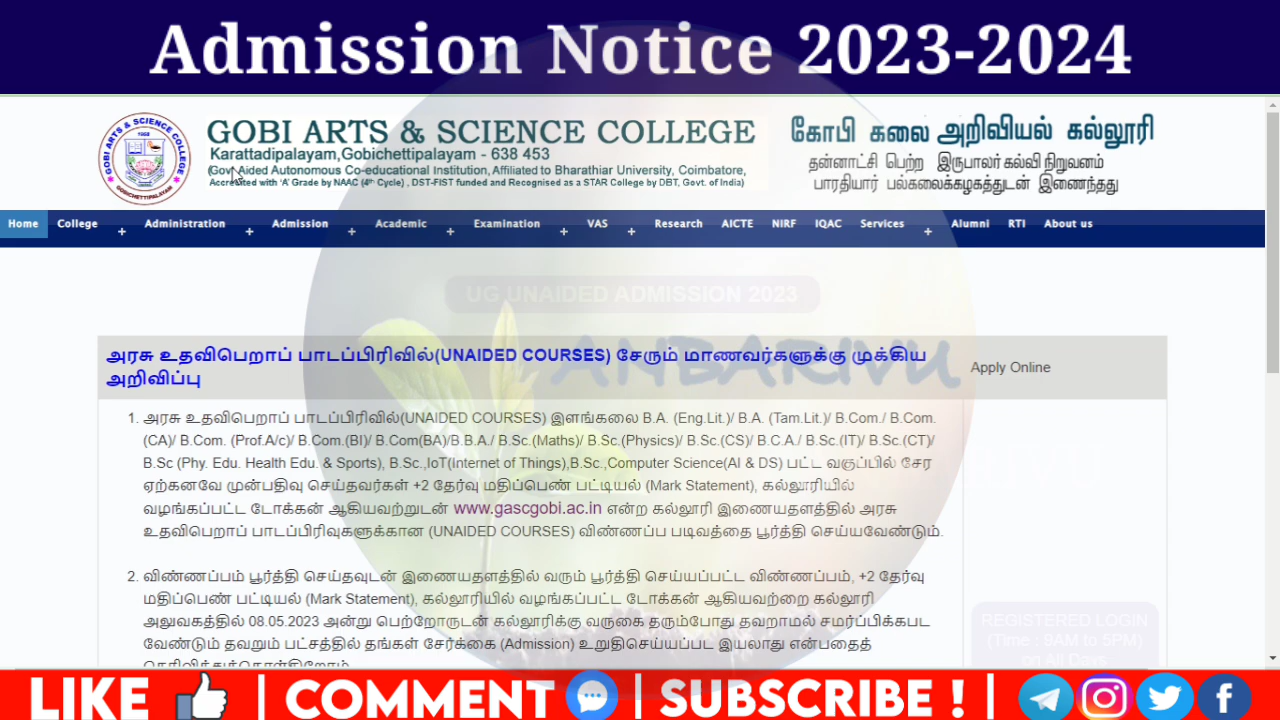 Admission Notice 2023-2024
GOBI ARTS & SCIENCE COLLEGE
Karattadipalayam,Gobichettipalayam - 638 453
(Govt.Aided Autonomous Co-educational Institution, Affiliated to Bharathiar University, Coimbatore,
Accredited with 'A' Grade by NAAC (4th Cycle) , DST-FIST funded and Recognised as a STAR College by DBT, Govt. of India)
கோபி கலை அறிவியல் கல்லூரி
தன்னாட்சி பெற்ற இருபாலர் கல்வி நிறுவனம்
பாரதியார் பல்கலைக்கழகத்துடன் இணைந்தது
GOBI ARTS & SCIENCE COLLEGE
GOBICHETTIPALAYAM
Home College + Administration + Admission + Academic + Examination + VAS + Research AICTE NIRF IQAC Services + Alumni RTI About us
UG UNAIDED ADMISSION 2023
ANBARIVU
அரசு உதவிபெறாப் பாடப்பிரிவில்(UNAIDED COURSES) சேரும் மாணவர்களுக்கு முக்கிய
அறிவிப்பு
Apply Online
1. அரசு உதவிபெறாப் பாடப்பிரிவில்(UNAIDED COURSES) இளங்கலை B.A. (Eng.Lit.)/ B.A. (Tam.Lit.)/ B.Com./ B.Com.
(CA)/ B.Com. (Prof.A/c)/ B.Com.(BI)/ B.Com(BA)/B.B.A./ B.Sc.(Maths)/ B.Sc.(Physics)/ B.Sc.(CS)/ B.C.A./ B.Sc.(IT)/ B.Sc.(CT)/
B.Sc (Phy. Edu. Health Edu. & Sports), B.Sc.,IoT(Internet of Things),B.Sc.,Computer Science(AI & DS) பட்ட வகுப்பில் சேர
ஏற்கனவே முன்பதிவு செய்தவர்கள் +2 தேர்வு மதிப்பெண் பட்டியல் (Mark Statement), கல்லூரியில்
வழங்கப்பட்ட டோக்கன் ஆகியவற்றுடன் www.gascgobi.ac.in என்ற கல்லூரி இணையதளத்தில் அரசு
உதவிபெறாப் பாடப்பிரிவுகளுக்கான (UNAIDED COURSES) விண்ணப்ப படிவத்தை பூர்த்தி செய்யவேண்டும்.
2. விண்ணப்பம் பூர்த்தி செய்தவுடன் இணையதளத்தில் வரும் பூர்த்தி செய்யப்பட்ட விண்ணப்பம், +2 தேர்வு
மதிப்பெண் பட்டியல் (Mark Statement), கல்லூரியில் வழங்கப்பட்ட டோக்கன் ஆகியவற்றை கல்லூரி
அலுவகத்தில் 08.05.2023 அன்று பெற்றோருடன் கல்லூரிக்கு வருகை தரும்போது தவறாமல் சமர்ப்பிக்கபட
வேண்டும் தவறும் பட்சத்தில் தங்கள் சேர்க்கை (Admission) உறுதிசெய்யப்பட இயலாது என்பதைத்
தெரிவித்துக்கொள்கிறோம்.
REGISTERED LOGIN
(Time : 9AM to 5PM)
on All Days
LIKE | COMMENT | SUBSCRIBE ! |